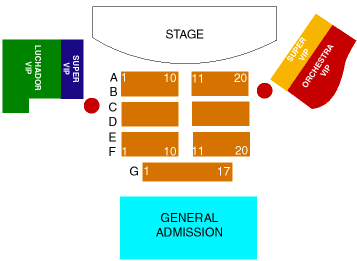 STAGE
LUCHADOR
VIP
SUPER
VIP
SUPER
VIP
ORCHESTRA
VIP
A 1 10 11 20
B
C
D
E
F 1 10 11 20
G 1 17
GENERAL
ADMISSION